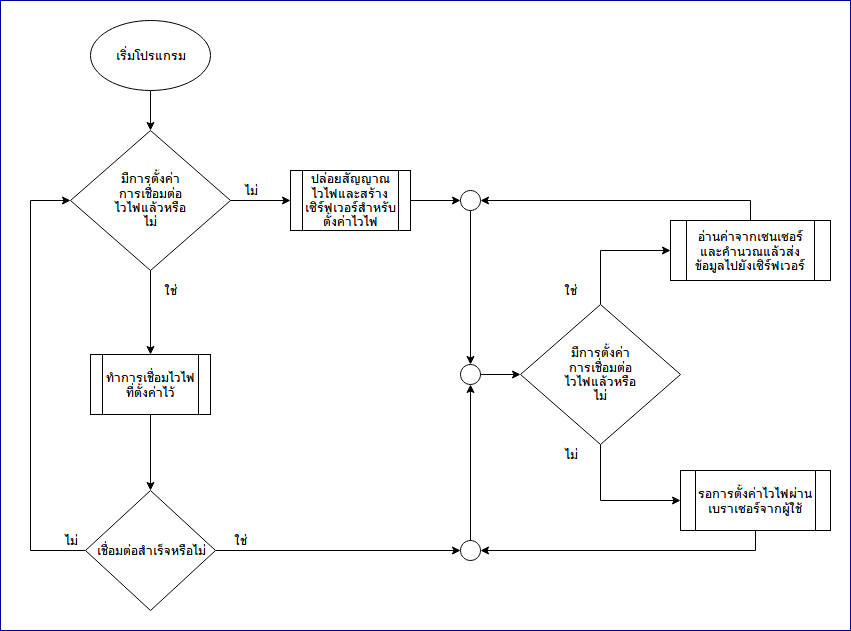 เริ่มโปรแกรม
มีการตั้งค่า
การเชื่อมต่อ
ไวไฟแล้วหรือ
ไม่
ไม่
ปล่อยสัญญาณ
ไวไฟและสร้าง
เซิร์ฟเวอร์สำหรับ
ตั้งค่าไวไฟ
อ่านค่าจากเซนเซอร์
และคำนวณแล้วส่ง
ข้อมูลไปยังเซิร์ฟเวอร์
ใช่
ใช่
มีการตั้งค่า
การเชื่อมต่อ
ไวไฟแล้วหรือ
ไม่
ทำการเชื่อมไวไฟ
ที่ตั้งค่าไว้
ไม่
รอการตั้งค่าไวไฟผ่าน
เบราเซอร์จากผู้ใช้
ไม่
เชื่อมต่อสำเร็จหรือไม่
ใช่